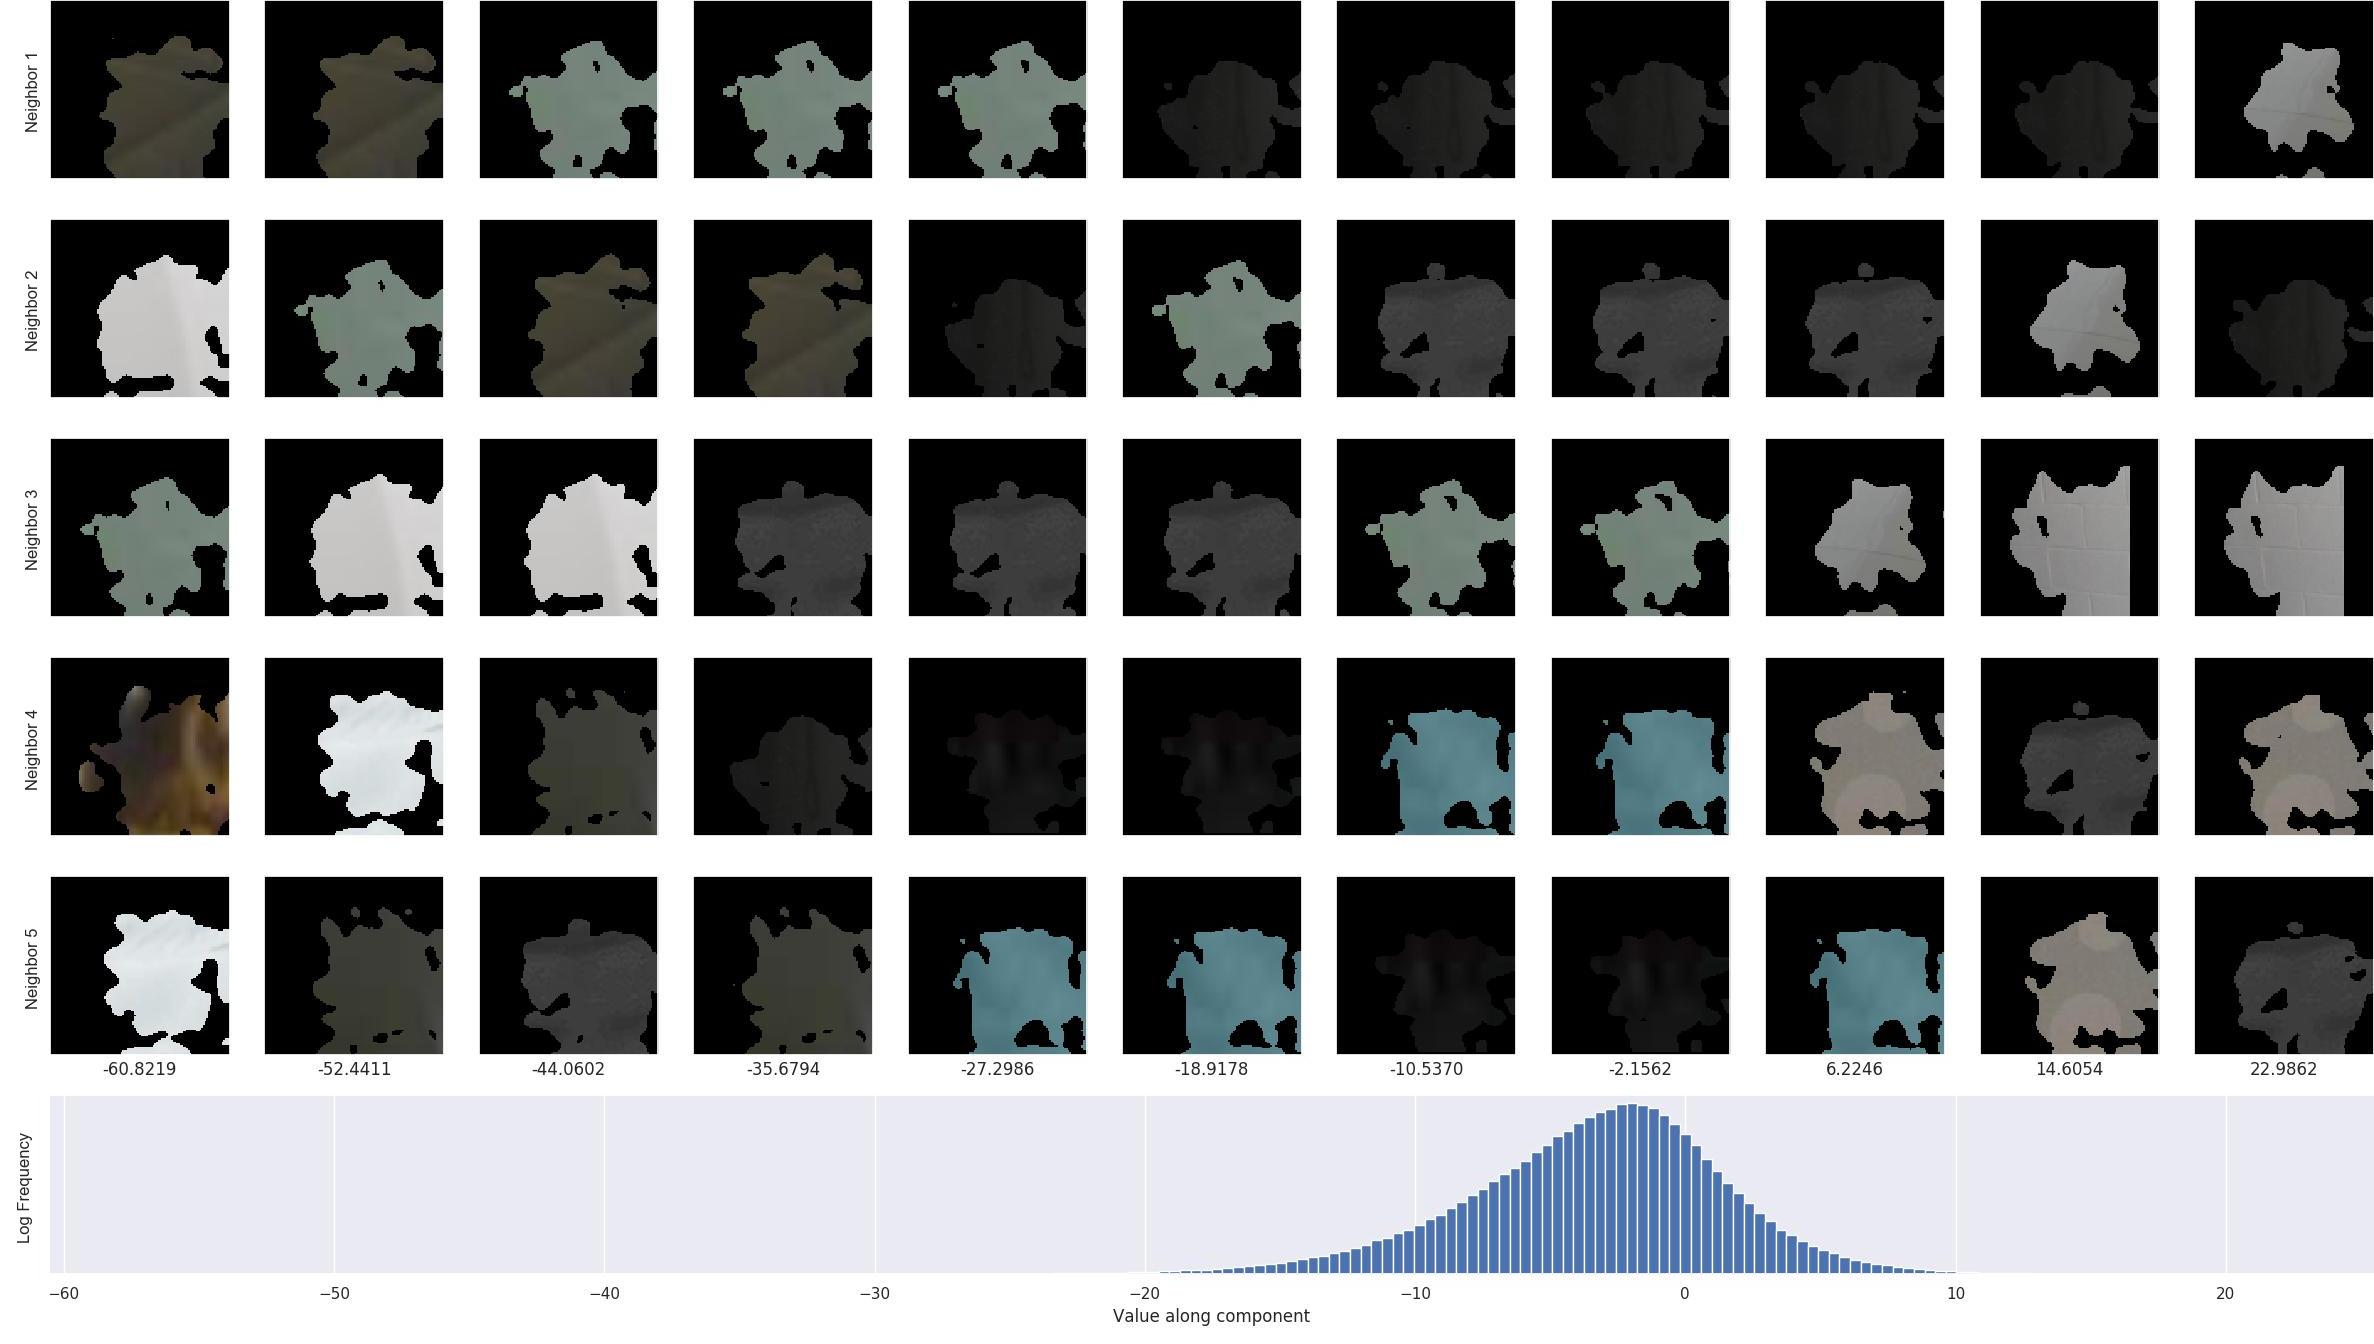 Neighbor 1
Neighbor 2
Neighbor 3
Neighbor 4
Neighbor 5
-60.8219 -52.4411 -44.0602 -35.6794 -27.2986 -18.9178 -10.5370 -2.1562 6.2246 14.6054 22.9862
Log Frequency
−60 −50 −40 −30 −20 −10 0 10 20
Value along component